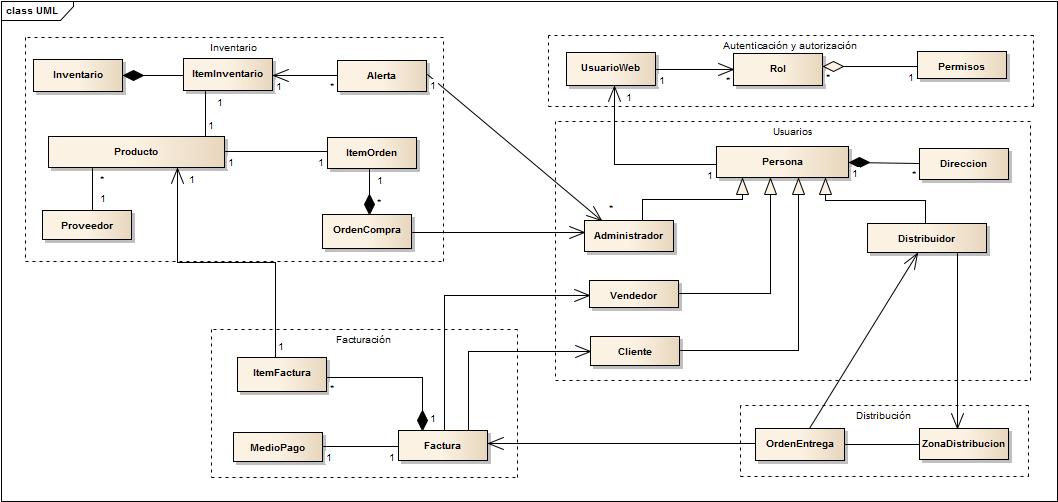 class UML
Inventario
Autenticación y autorización
Inventario
ItemInventario
Alerta
UsuarioWeb
Rol
Permisos
1
*
1
1
*
*
1
1
1
1
Usuarios
Producto
ItemOrden
Persona
Direccion
1
1
1
1
*
*
1
1
1
*
*
Proveedor
OrdenCompra
Administrador
Distribuidor
Vendedor
Facturación
Cliente
1
ItemFactura
*
1
Distribución
MedioPago
Factura
OrdenEntrega
ZonaDistribucion
1
1